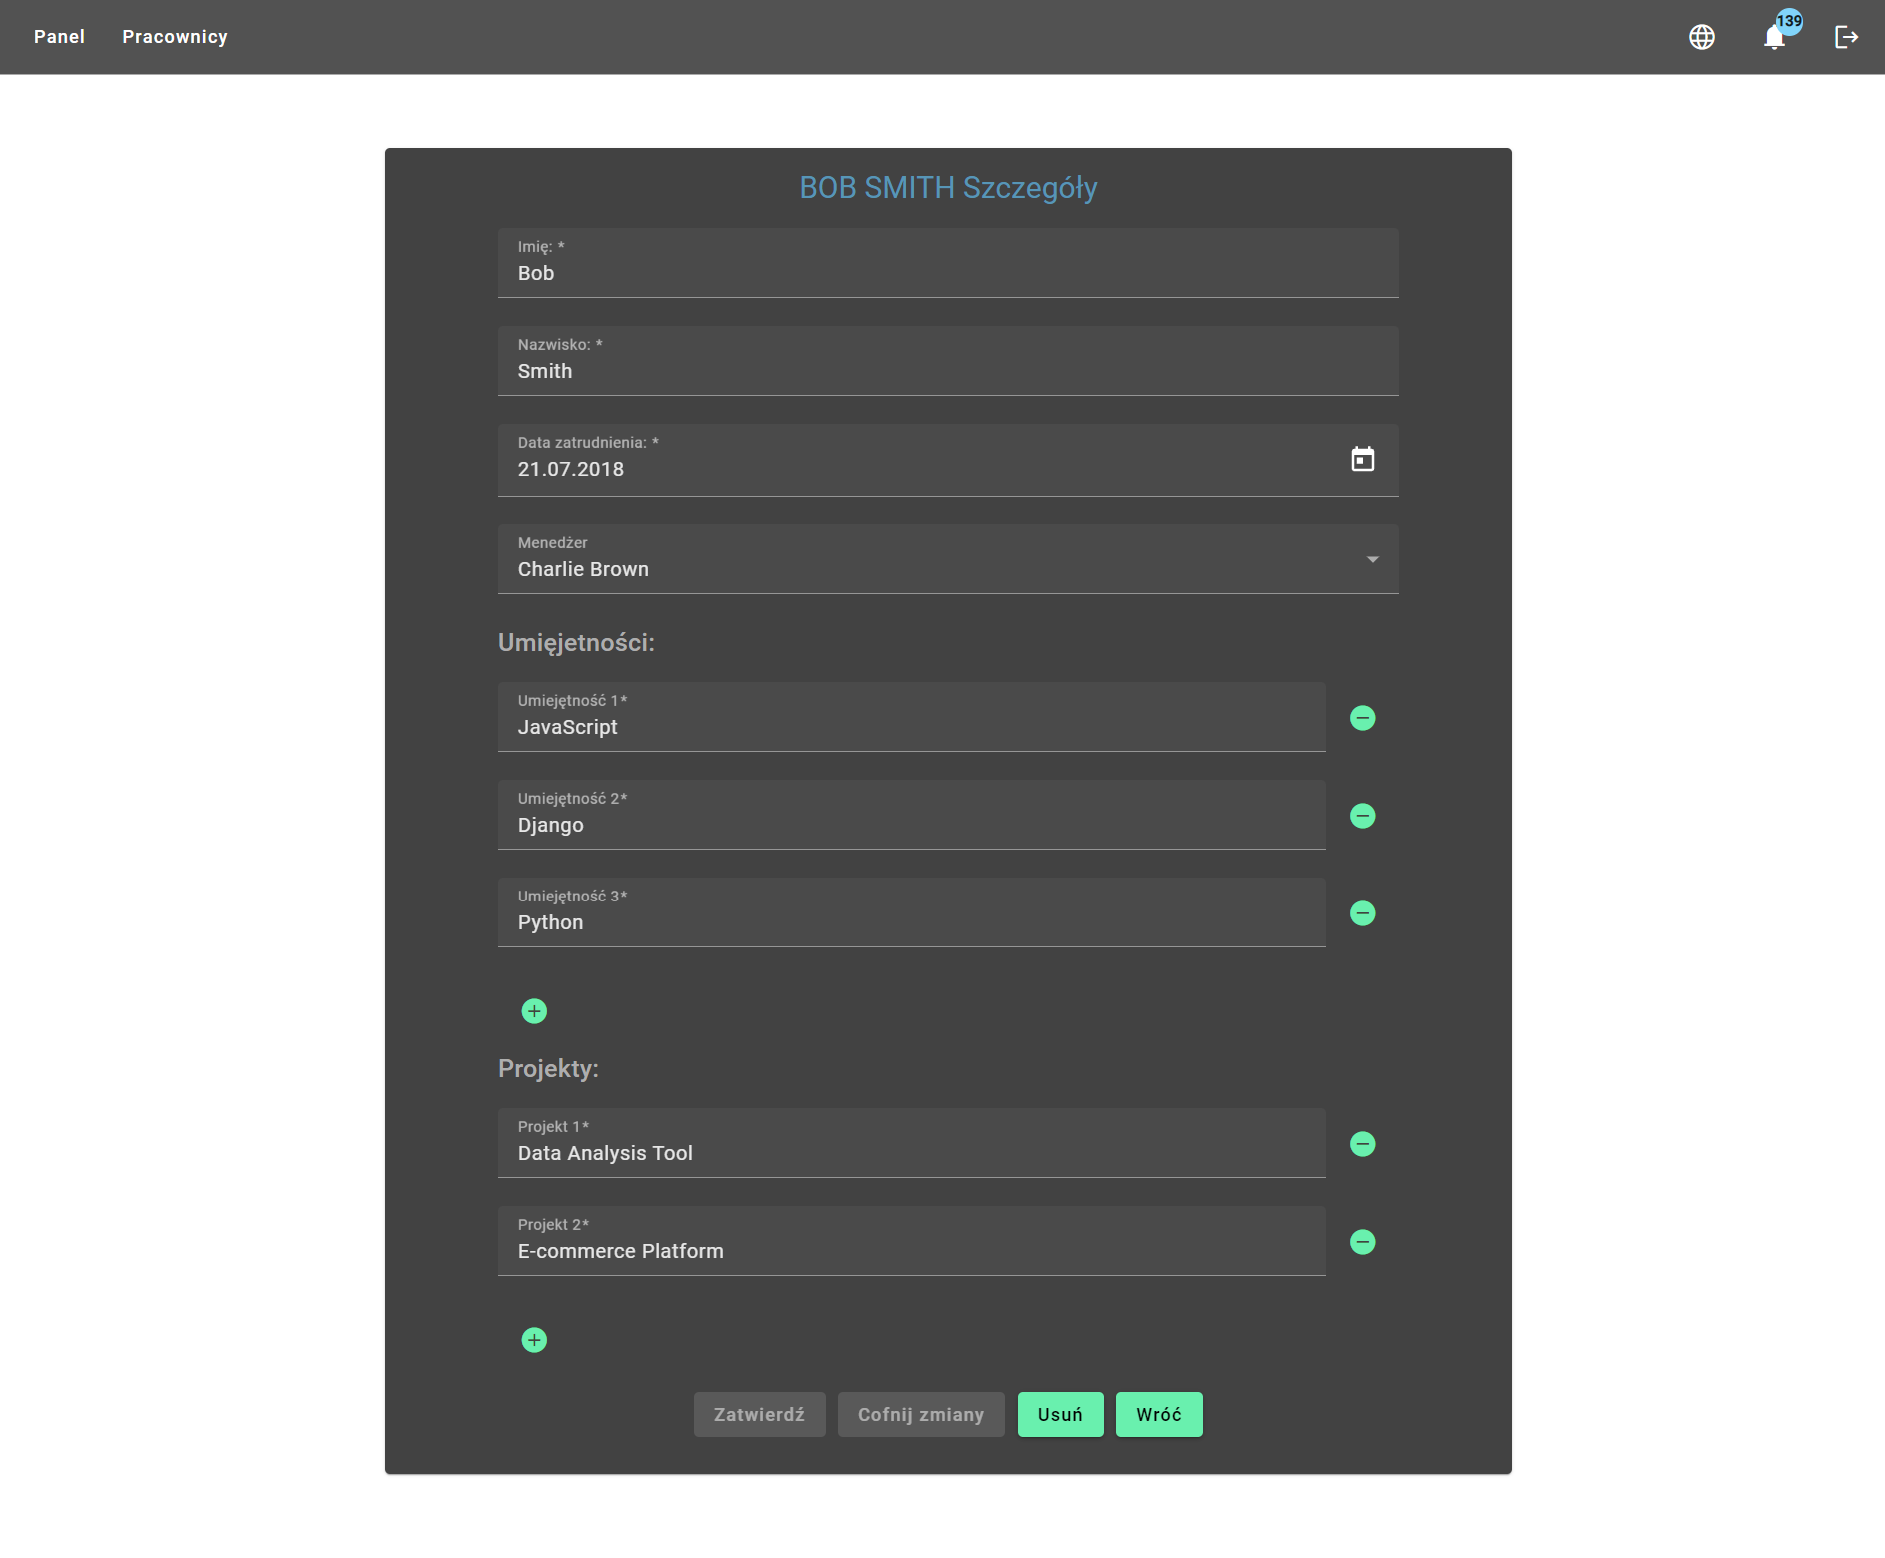 Panel Pracownicy 139
BOB SMITH Szczegóły
Imię: *
Bob
Nazwisko: *
Smith
Data zatrudnienia: *
21.07.2018
Menedżer
Charlie Brown
Umięjetności:
Umiejętność 1*
JavaScript
Umiejętność 2*
Django
Umiejętność 3*
Python
Projekty:
Projekt 1*
Data Analysis Tool
Projekt 2*
E-commerce Platform
Zatwierdź Cofnij zmiany Usuń Wróć